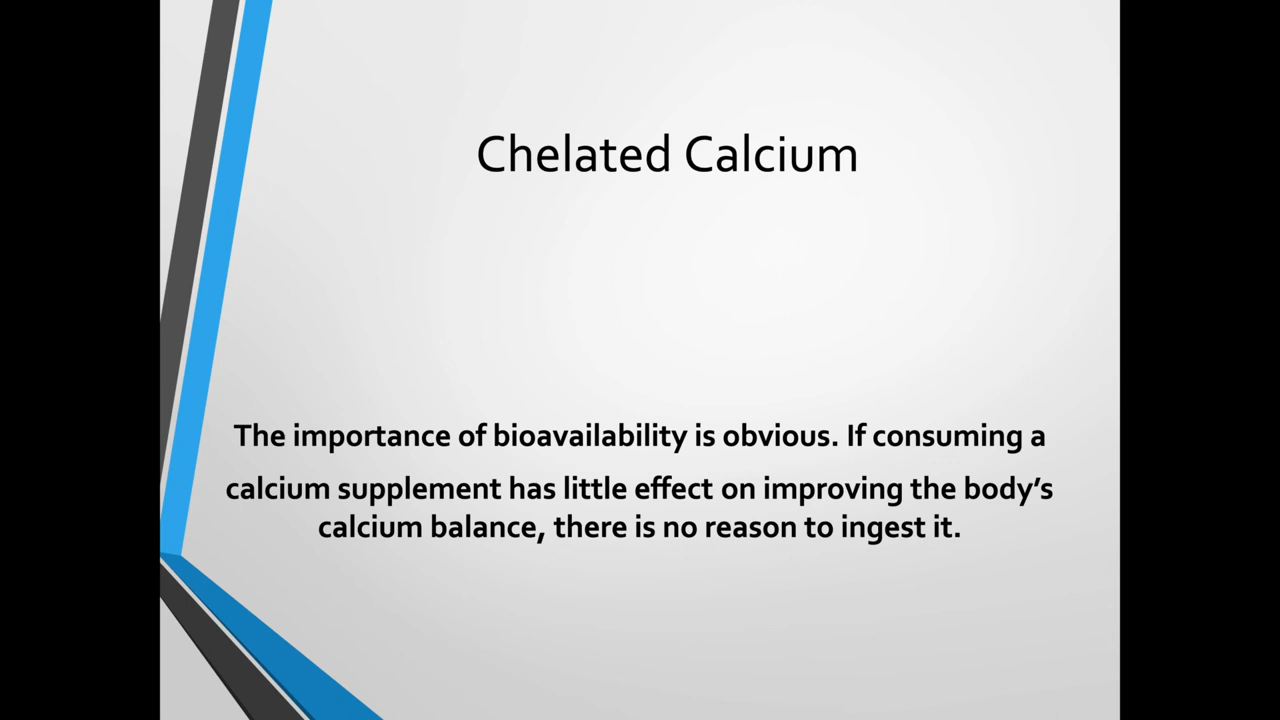 Chelated Calcium
The importance of bioavailability is obvious. If consuming a
calcium supplement has little effect on improving the body’s
calcium balance, there is no reason to ingest it.